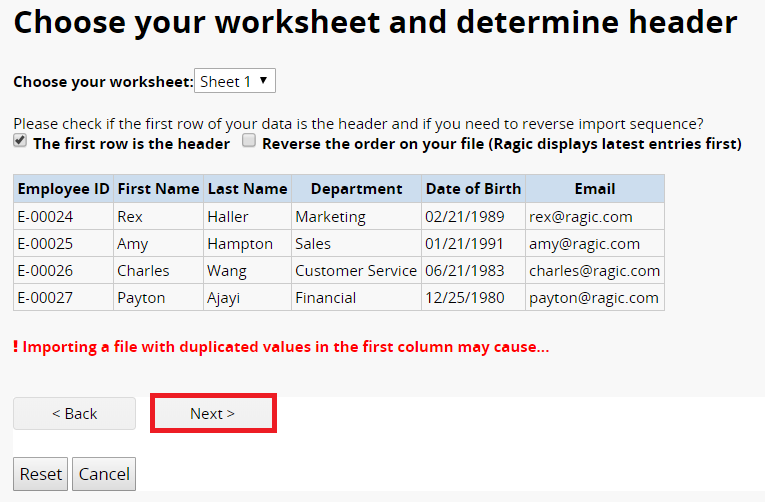 Choose your worksheet and determine header
Choose your worksheet: Sheet 1
Please check if the first row of your data is the header and if you need to reverse import sequence?
The first row is the header Reverse the order on your file (Ragic displays latest entries first)
Employee ID First Name Last Name Department Date of Birth Email
E-00024 Rex Haller Marketing 02/21/1989 rex@ragic.com
E-00025 Amy Hampton Sales 01/21/1991 amy@ragic.com
E-00026 Charles Wang Customer Service 06/21/1983 charles@ragic.com
E-00027 Payton Ajayi Financial 12/25/1980 payton@ragic.com
! Importing a file with duplicated values in the first column may cause...
< Back Next >
Reset Cancel